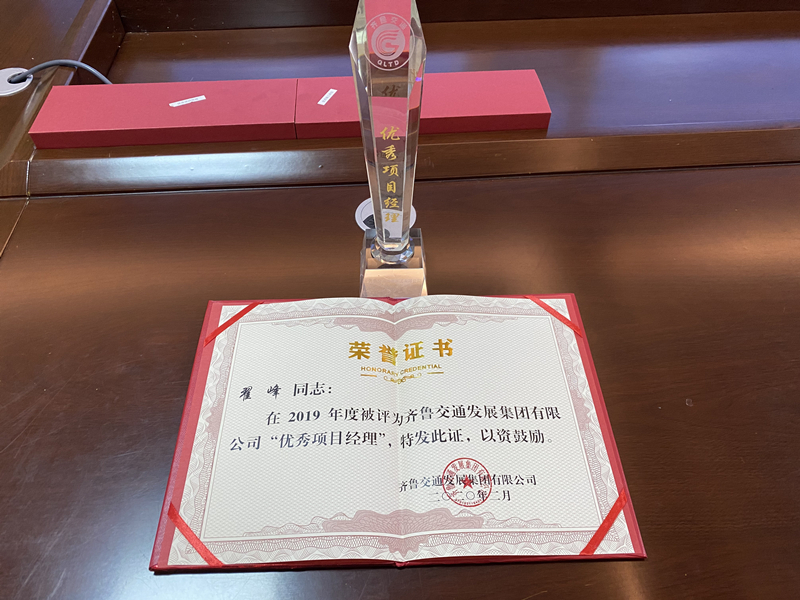 QLTD
优秀项目经理
荣誉证书
HONORARY CREDENTIAL
翟峰 同志：
在 2019 年度被评为齐鲁交通发展集团有限
公司“优秀项目经理”，特发此证，以资鼓励。
齐鲁交通发展集团有限公司
二〇二〇年二月